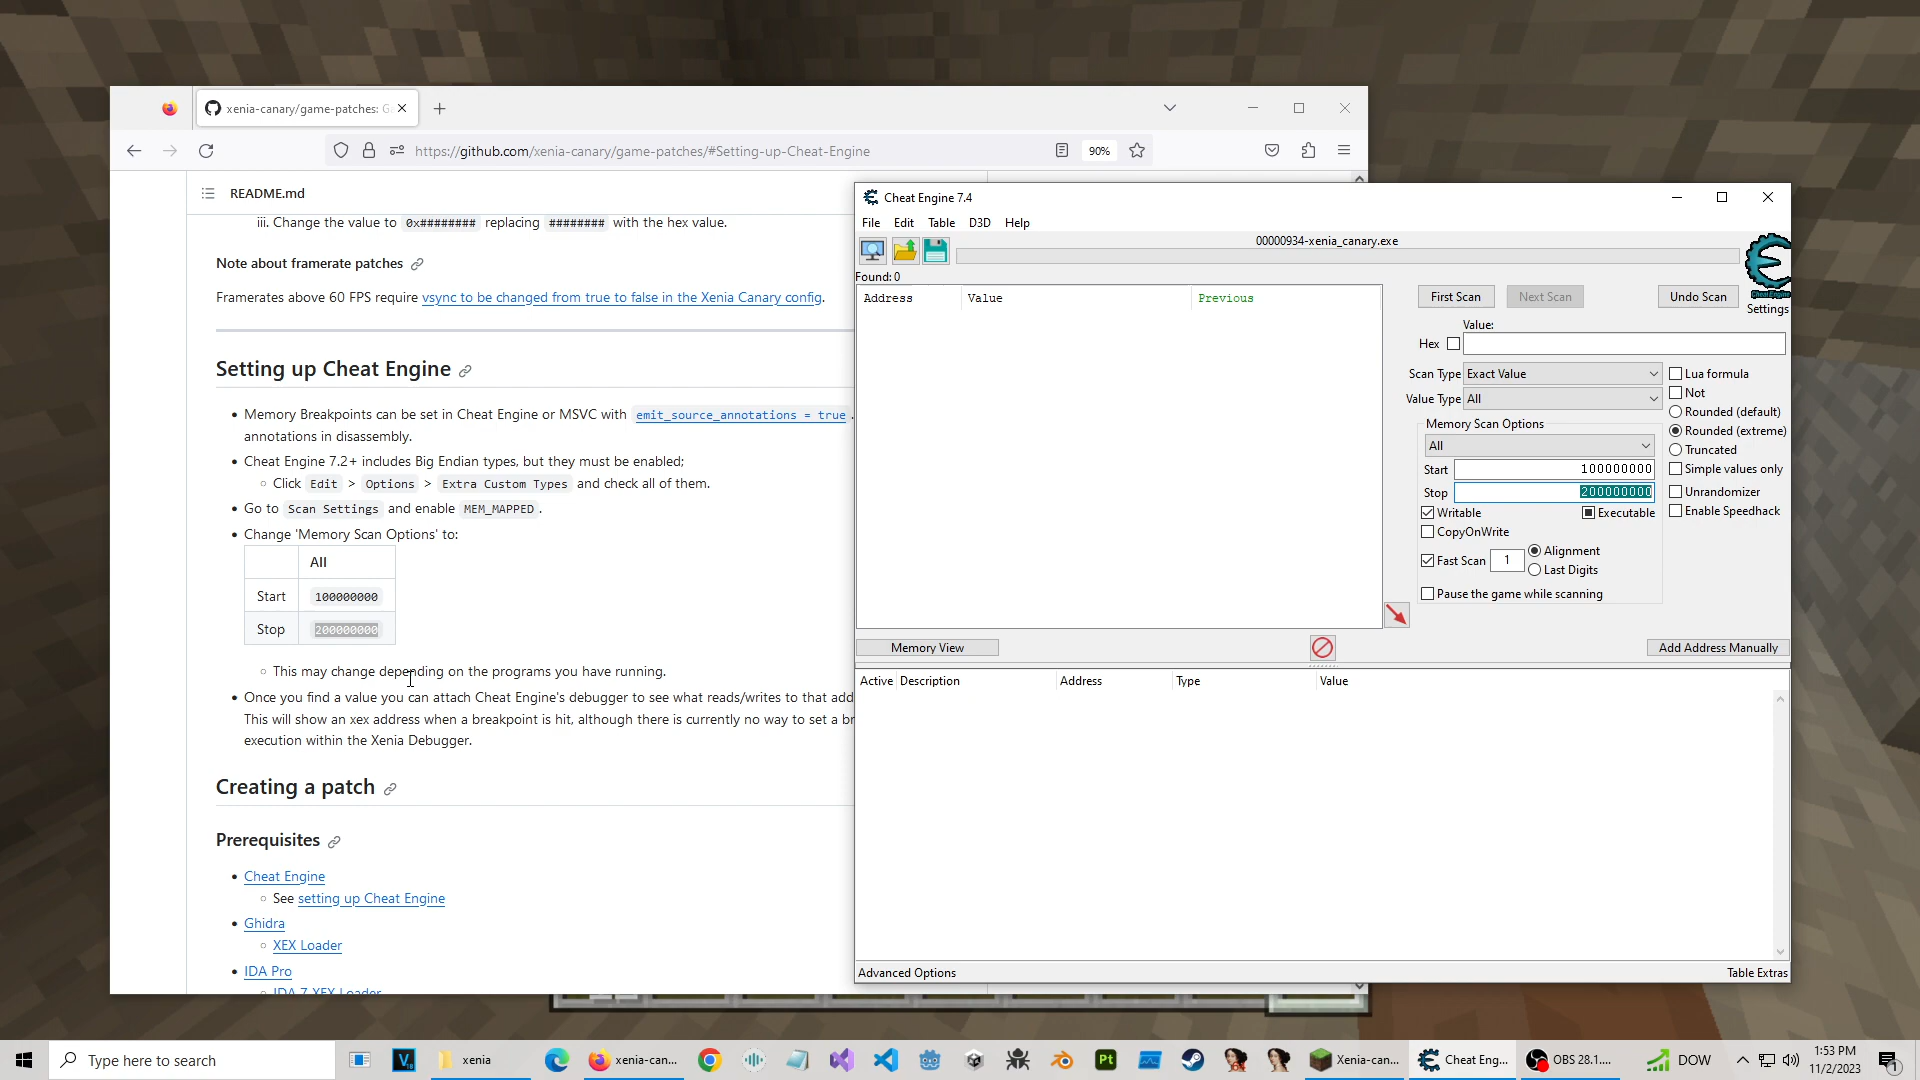 xenia-canary/game-patches: G
https://github.com/xenia-canary/game-patches/#Setting-up-Cheat-Engine
90%
README.md
iii. Change the value to 0x######## replacing ######## with the hex value.
Note about framerate patches
Framerates above 60 FPS require vsync to be changed from true to false in the Xenia Canary config.
Setting up Cheat Engine
• Memory Breakpoints can be set in Cheat Engine or MSVC with emit_source_annotations = true.
annotations in disassembly.
• Cheat Engine 7.2+ includes Big Endian types, but they must be enabled;
Click Edit > Options > Extra Custom Types and check all of them.
• Go to Scan Settings and enable MEM_MAPPED.
• Change 'Memory Scan Options' to:
All
Start 100000000
Stop 200000000
This may change depending on the programs you have running.
• Once you find a value you can attach Cheat Engine's debugger to see what reads/writes to that add
This will show an xex address when a breakpoint is hit, although there is currently no way to set a br
execution within the Xenia Debugger.
Creating a patch
Prerequisites
• Cheat Engine
See setting up Cheat Engine
• Ghidra
XEX Loader
• IDA Pro
IDA 7 XEX Loader
Cheat Engine 7.4
File Edit Table D3D Help
00000934-xenia_canary.exe
Found: 0
Address Value Previous
First Scan Next Scan Undo Scan
Cheat Engine
Settings
Value:
Hex
Scan Type Exact Value
Value Type All
Lua formula
Not
Rounded (default)
Rounded (extreme)
Truncated
Simple values only
Unrandomizer
Enable Speedhack
Memory Scan Options
All
Start 100000000
Stop 200000000
Writable Executable
CopyOnWrite
Fast Scan 1 Alignment
Last Digits
Pause the game while scanning
Memory View
Add Address Manually
Active Description Address Type Value
Advanced Options
Table Extras
Type here to search
V
xenia
xenia-can...
Pt
Xenia-can...
Cheat Eng...
OBS 28.1....
DOW
1:53 PM
11/2/2023
1